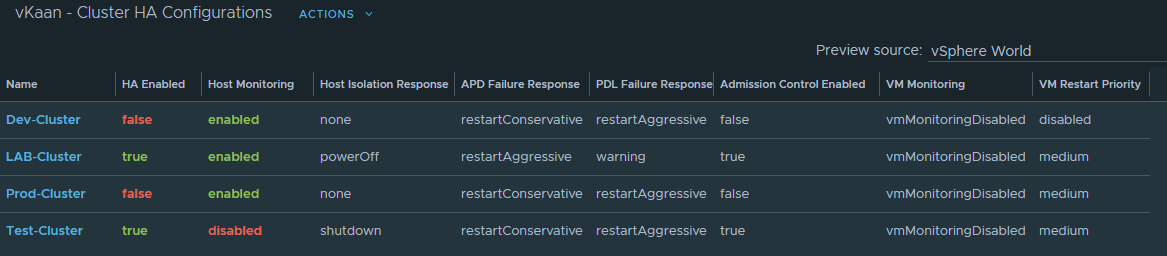 vKaan - Cluster HA Configurations ACTIONS
Preview source: vSphere World
Name HA Enabled Host Monitoring Host Isolation Response APD Failure Response PDL Failure Response Admission Control Enabled VM Monitoring VM Restart Priority
Dev-Cluster false enabled none restartConservative restartAggressive false vmMonitoringDisabled disabled
LAB-Cluster true enabled powerOff restartAggressive warning true vmMonitoringDisabled medium
Prod-Cluster false enabled none restartConservative restartAggressive false vmMonitoringDisabled medium
Test-Cluster true disabled shutdown restartConservative restartAggressive true vmMonitoringDisabled medium